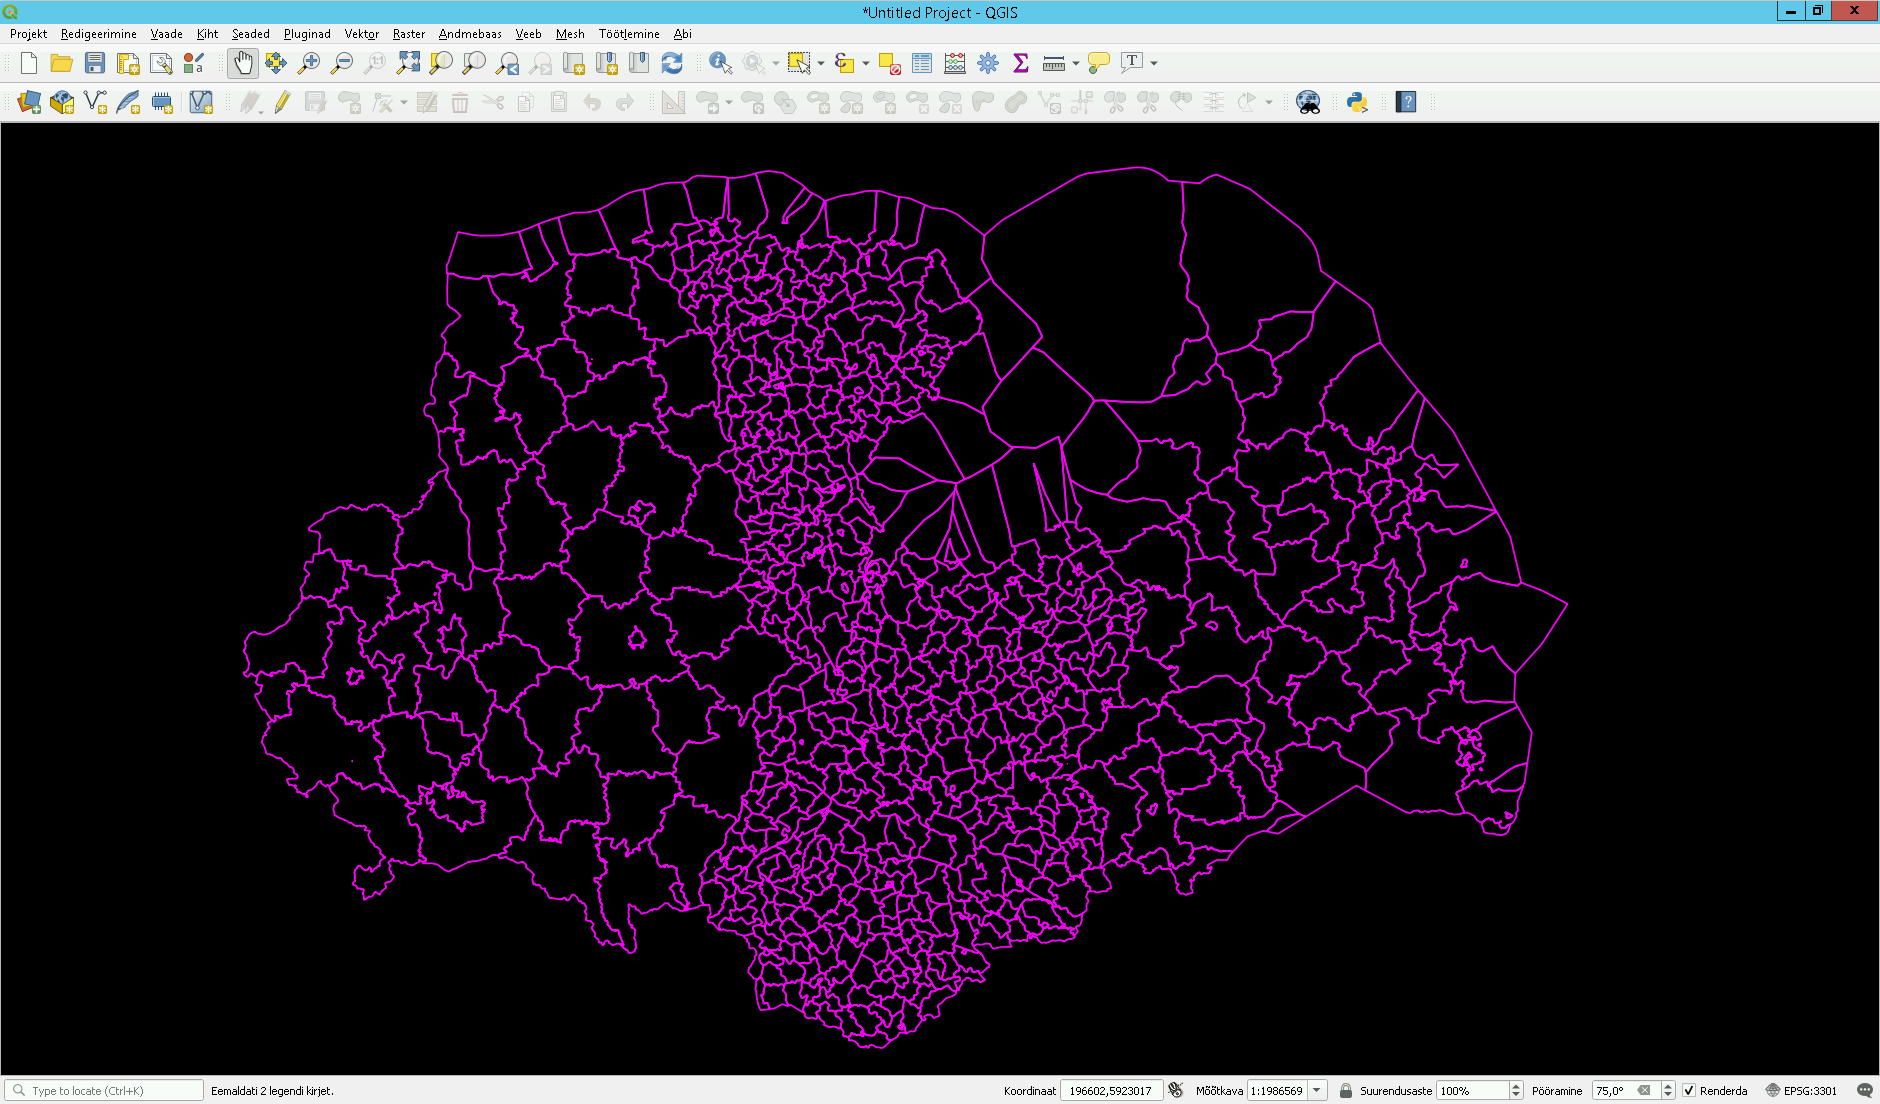 *Untitled Project - QGIS
Projekt Redigeerimine Vaade Kiht Seaded Pluginad Vektor Raster Andmebaas Veeb Mesh Töötlemine Abi
Type to locate (Ctrl+K) Eemaldati 2 legendi kirjet. Koordinaat 196602,5923017 Mõõtkava 1:1986569 Suurendusaste 100% Pööramine 75,0° Renderda EPSG:3301